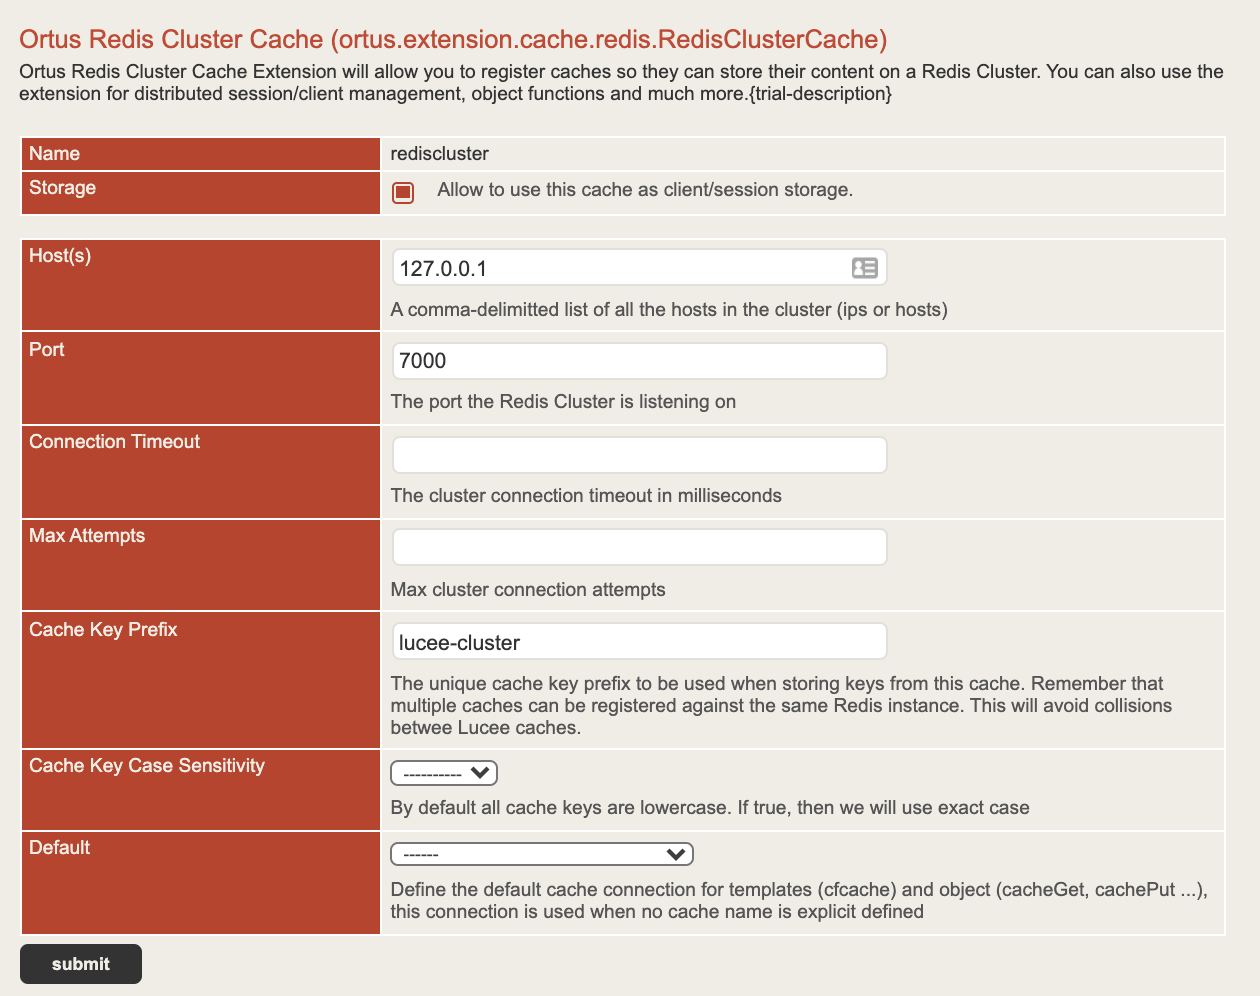 Ortus Redis Cluster Cache (ortus.extension.cache.redis.RedisClusterCache)
Ortus Redis Cluster Cache Extension will allow you to register caches so they can store their content on a Redis Cluster. You can also use the
extension for distributed session/client management, object functions and much more.{trial-description}
Name
rediscluster
Storage
Allow to use this cache as client/session storage.
Host(s)
127.0.0.1
A comma-delimitted list of all the hosts in the cluster (ips or hosts)
Port
7000
The port the Redis Cluster is listening on
Connection Timeout
The cluster connection timeout in milliseconds
Max Attempts
Max cluster connection attempts
Cache Key Prefix
lucee-cluster
The unique cache key prefix to be used when storing keys from this cache. Remember that
multiple caches can be registered against the same Redis instance. This will avoid collisions
betwee Lucee caches.
Cache Key Case Sensitivity
----------
By default all cache keys are lowercase. If true, then we will use exact case
Default
------
Define the default cache connection for templates (cfcache) and object (cacheGet, cachePut ...),
this connection is used when no cache name is explicit defined
submit